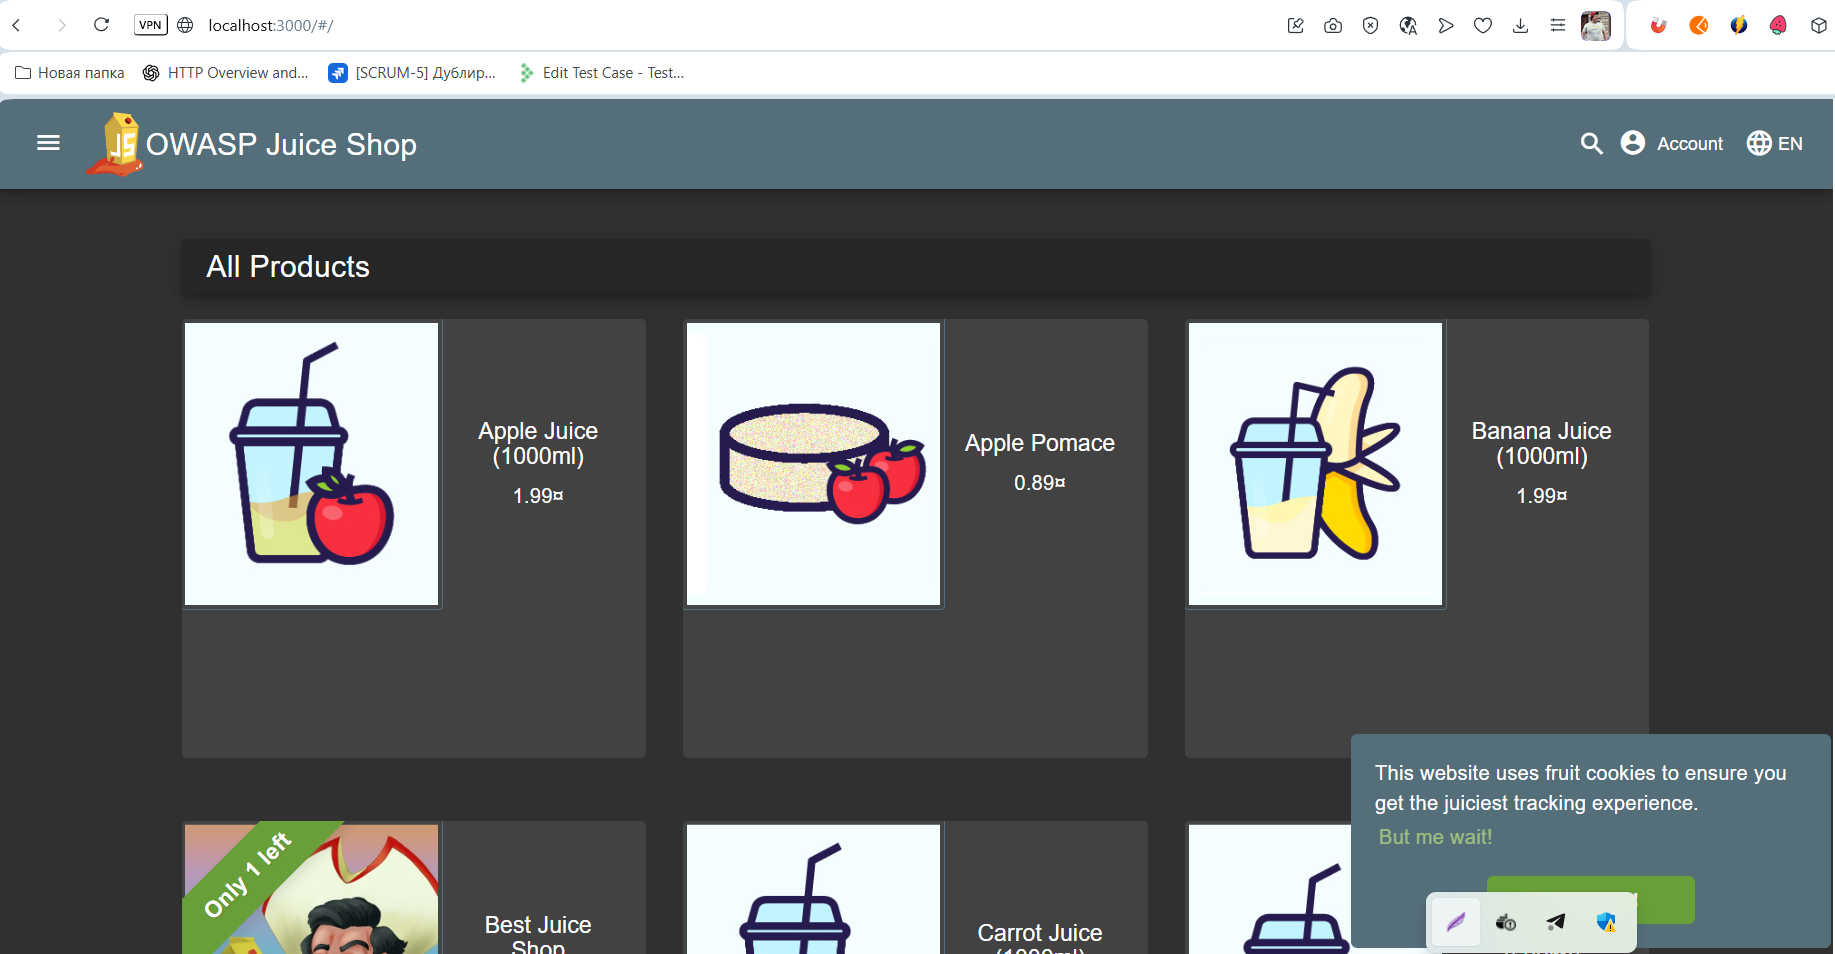 VPN
localhost:3000/#/
Новая папка
HTTP Overview and...
[SCRUM-5] Дублир...
Edit Test Case - Test...
JS
OWASP Juice Shop
Account
EN
All Products
Apple Juice
(1000ml)
1.99¤
Apple Pomace
0.89¤
Banana Juice
(1000ml)
1.99¤
Only 1 left
Best Juice
Shop
Carrot Juice
(1000ml)
This website uses fruit cookies to ensure you
get the juiciest tracking experience.
But me wait!